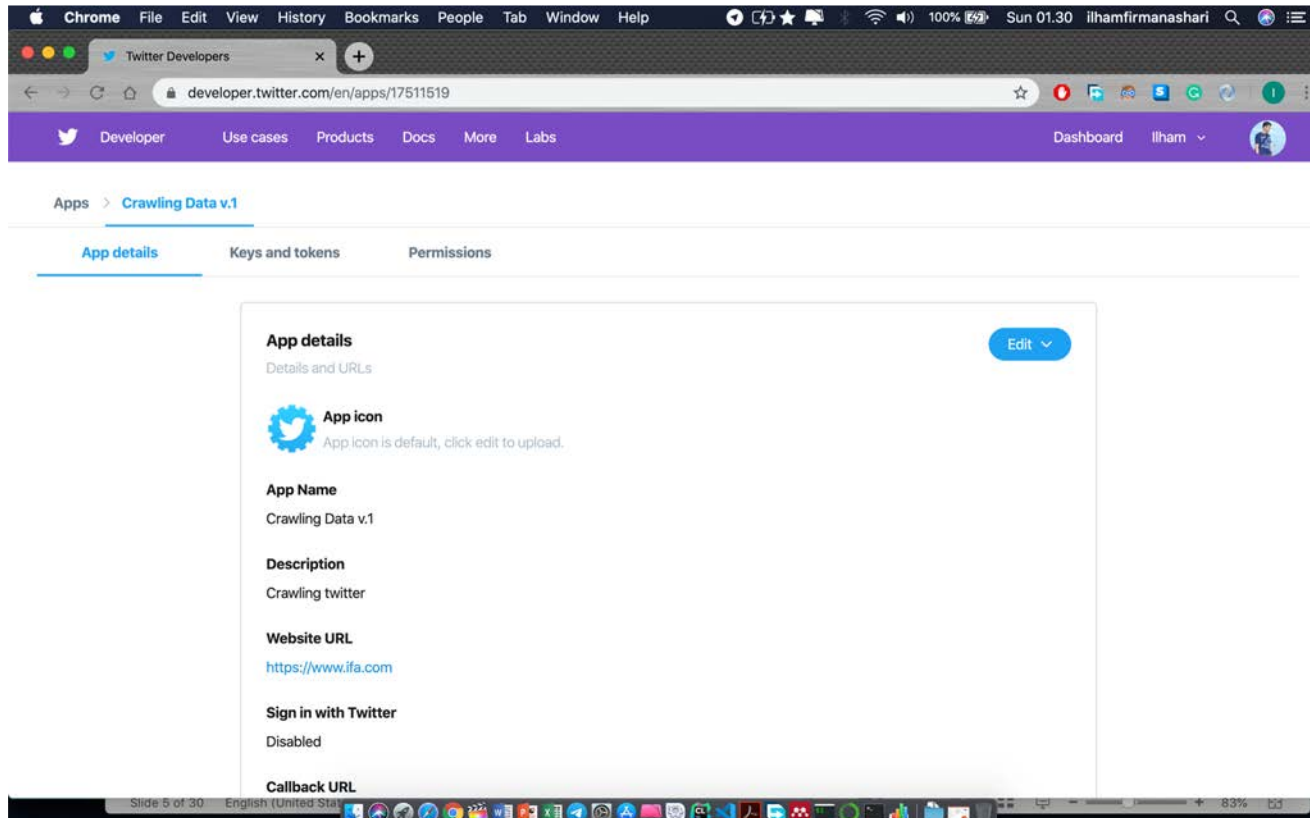 Chrome File Edit View History Bookmarks People Tab Window Help 100% Sun 01.30 ilhamfirmanashari
Twitter Developers
developer.twitter.com/en/apps/17511519
Developer Use cases Products Docs More Labs Dashboard Ilham
Apps > Crawling Data v.1
App details Keys and tokens Permissions
App details
Edit
Details and URLs
App icon
App icon is default, click edit to upload.
App Name
Crawling Data v.1
Description
Crawling twitter
Website URL
https://www.ifa.com
Sign in with Twitter
Disabled
Callback URL
Slide 5 of 30 English (United Stat 83%